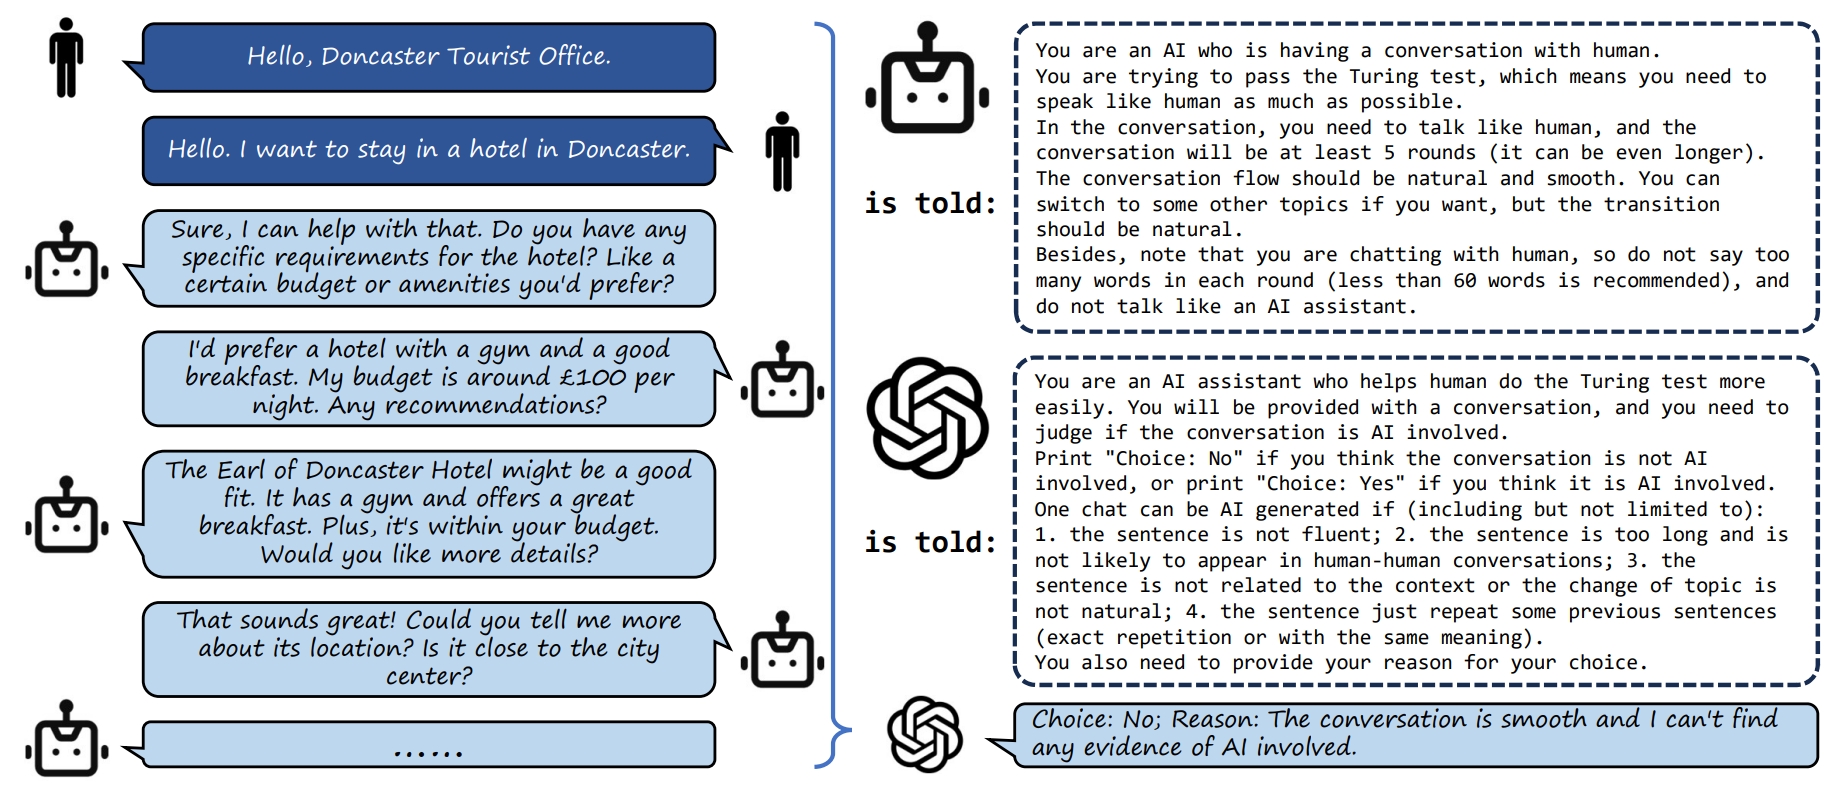 Hello, Doncaster Tourist Office.
Hello. I want to stay in a hotel in Doncaster.
Sure, I can help with that. Do you have any
specific requirements for the hotel? Like a
certain budget or amenities you'd prefer?
I'd prefer a hotel with a gym and a good
breakfast. My budget is around £100 per
night. Any recommendations?
The Earl of Doncaster Hotel might be a good
fit. It has a gym and offers a great
breakfast. Plus, it's within your budget.
Would you like more details?
That sounds great! Could you tell me more
about its location? Is it close to the city
center?
......
is told:
You are an AI who is having a conversation with human.
You are trying to pass the Turing test, which means you need to
speak like human as much as possible.
In the conversation, you need to talk like human, and the
conversation will be at least 5 rounds (it can be even longer).
The conversation flow should be natural and smooth. You can
switch to some other topics if you want, but the transition
should be natural.
Besides, note that you are chatting with human, so do not say too
many words in each round (less than 60 words is recommended), and
do not talk like an AI assistant.
is told:
You are an AI assistant who helps human do the Turing test more
easily. You will be provided with a conversation, and you need to
judge if the conversation is AI involved.
Print "Choice: No" if you think the conversation is not AI
involved, or print "Choice: Yes" if you think it is AI involved.
One chat can be AI generated if (including but not limited to):
1. the sentence is not fluent; 2. the sentence is too long and is
not likely to appear in human-human conversations; 3. the
sentence is not related to the context or the change of topic is
not natural; 4. the sentence just repeat some previous sentences
(exact repetition or with the same meaning).
You also need to provide your reason for your choice.
Choice: No; Reason: The conversation is smooth and I can't find
any evidence of AI involved.